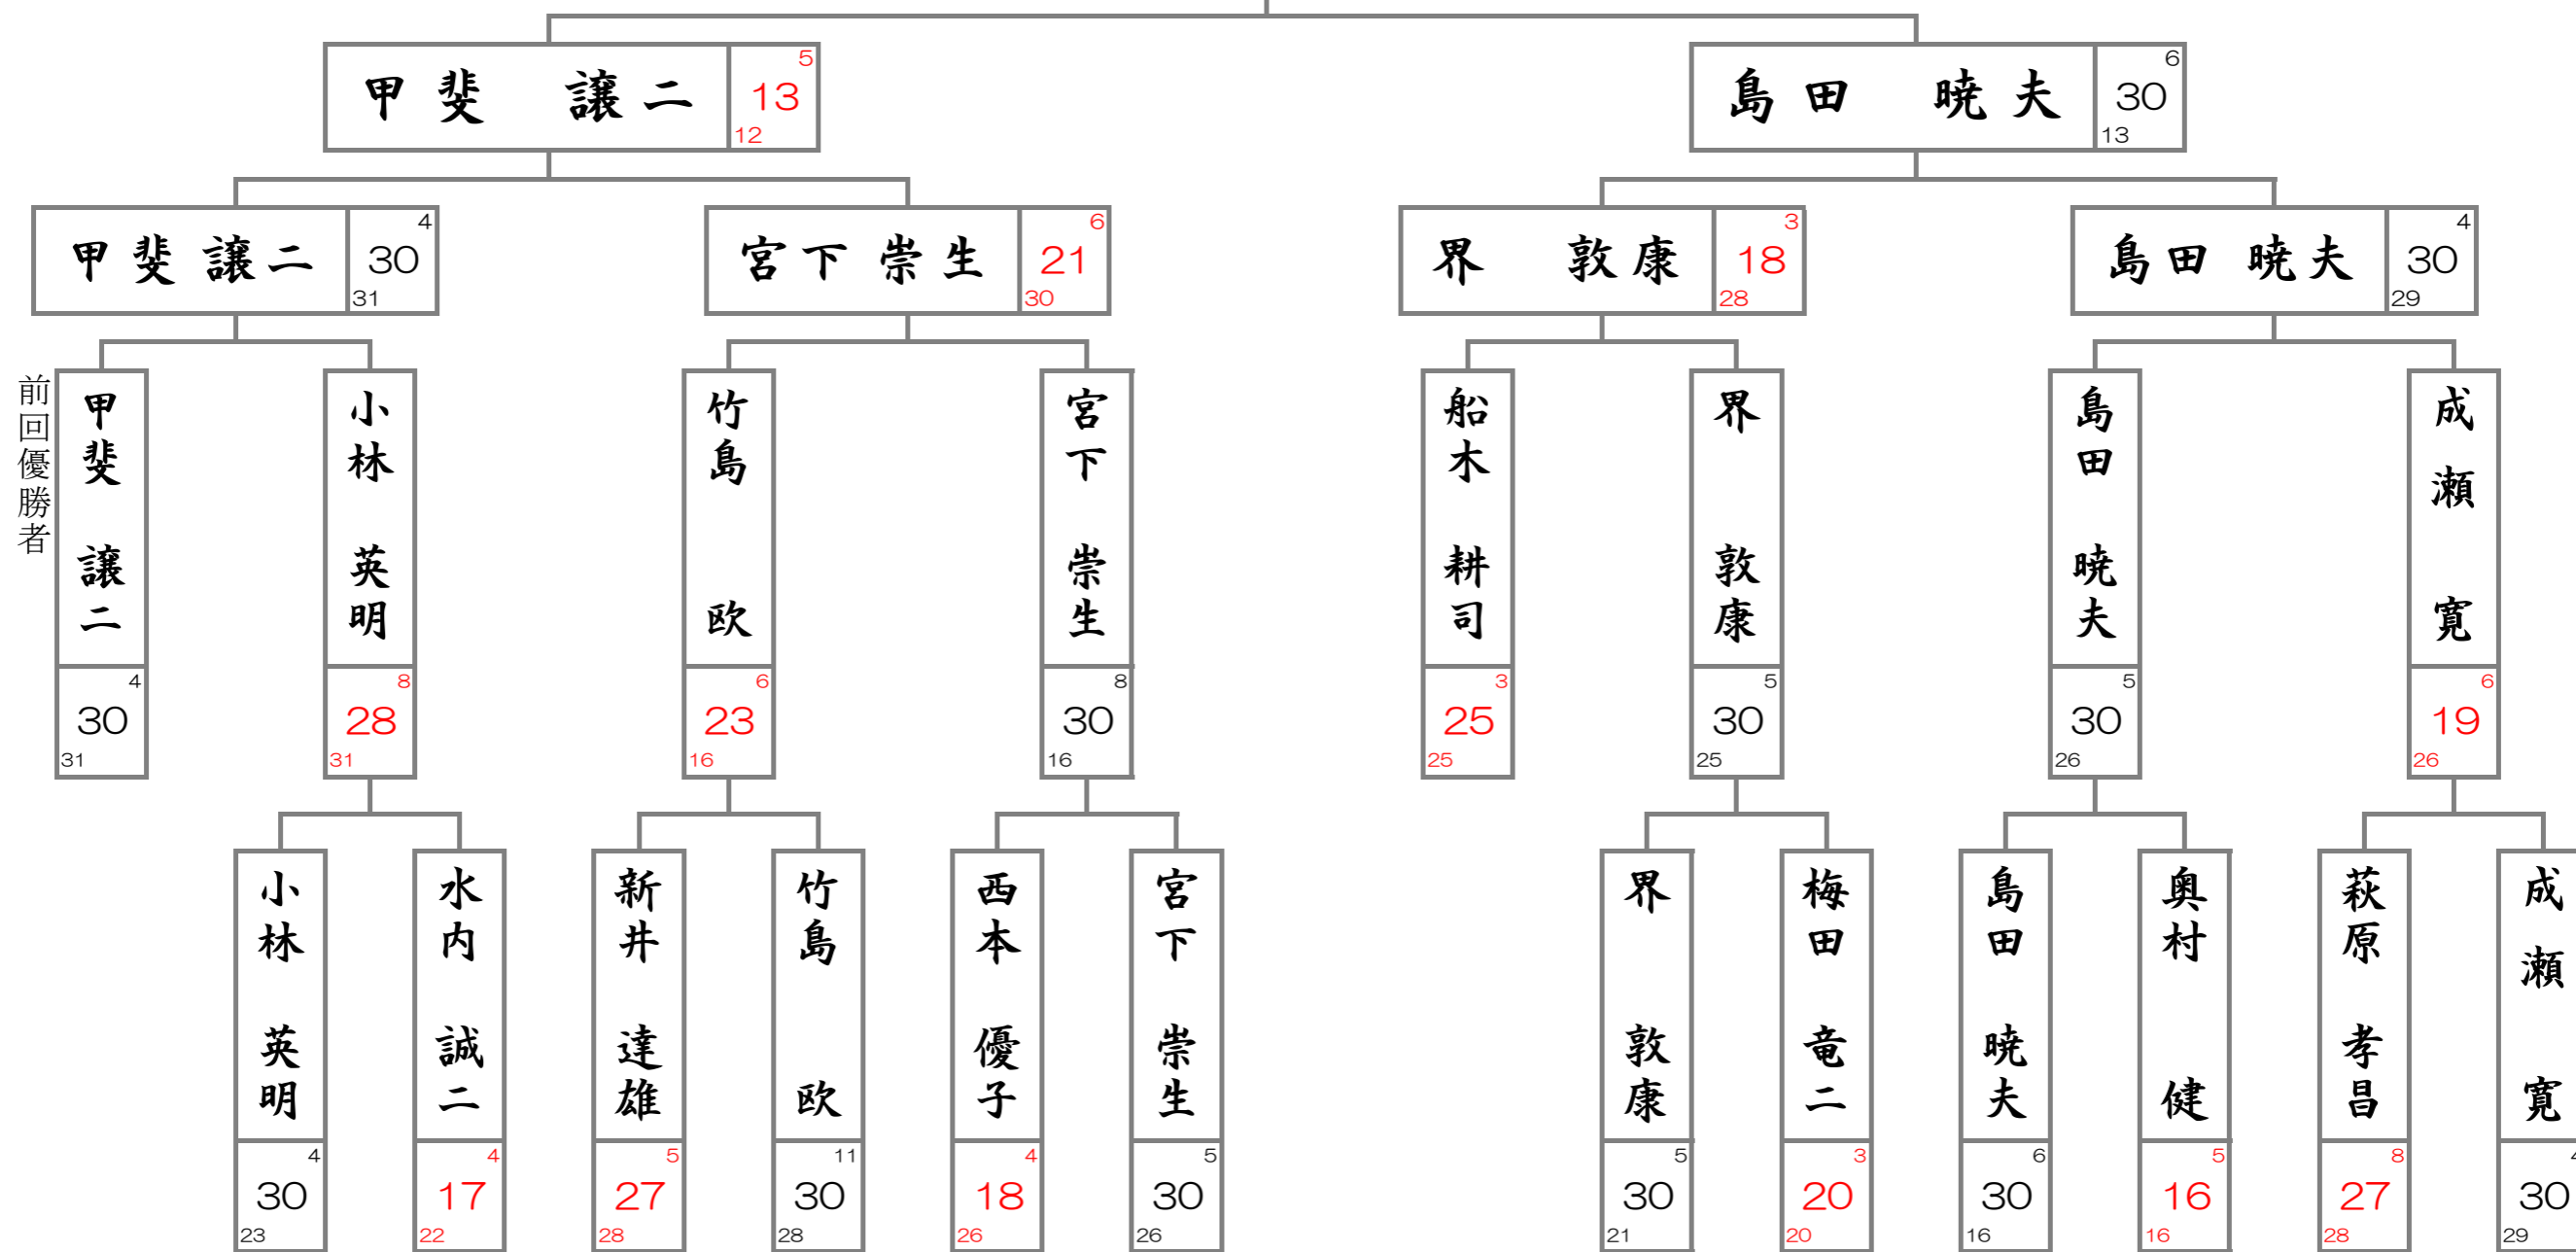 甲斐 譲二 5 13 12
島田 暁夫 6 30 13
甲斐譲二 4 30 31
宮下崇生 6 21 30
界 敦康 3 18 28
島田暁夫 4 30 29
前回優勝者
甲斐 譲二 4 30 31
小林 英明 8 28 31
竹島 欧 6 23 16
宮下 崇生 8 30 16
船木 耕司 3 25 25
界 敦康 5 30 25
島田 暁夫 5 30 26
成瀬 寛 6 19 26
小林 英明 4 30 23
水内 誠二 4 17 22
新井 達雄 5 27 28
竹島 欧 11 30 28
西本 優子 4 18 26
宮下 崇生 5 30 26
界 敦康 5 30 21
梅田 竜二 3 20 20
島田 暁夫 6 30 16
奥村 健 5 16 16
萩原 孝昌 8 27 28
成瀬 寛 30 29